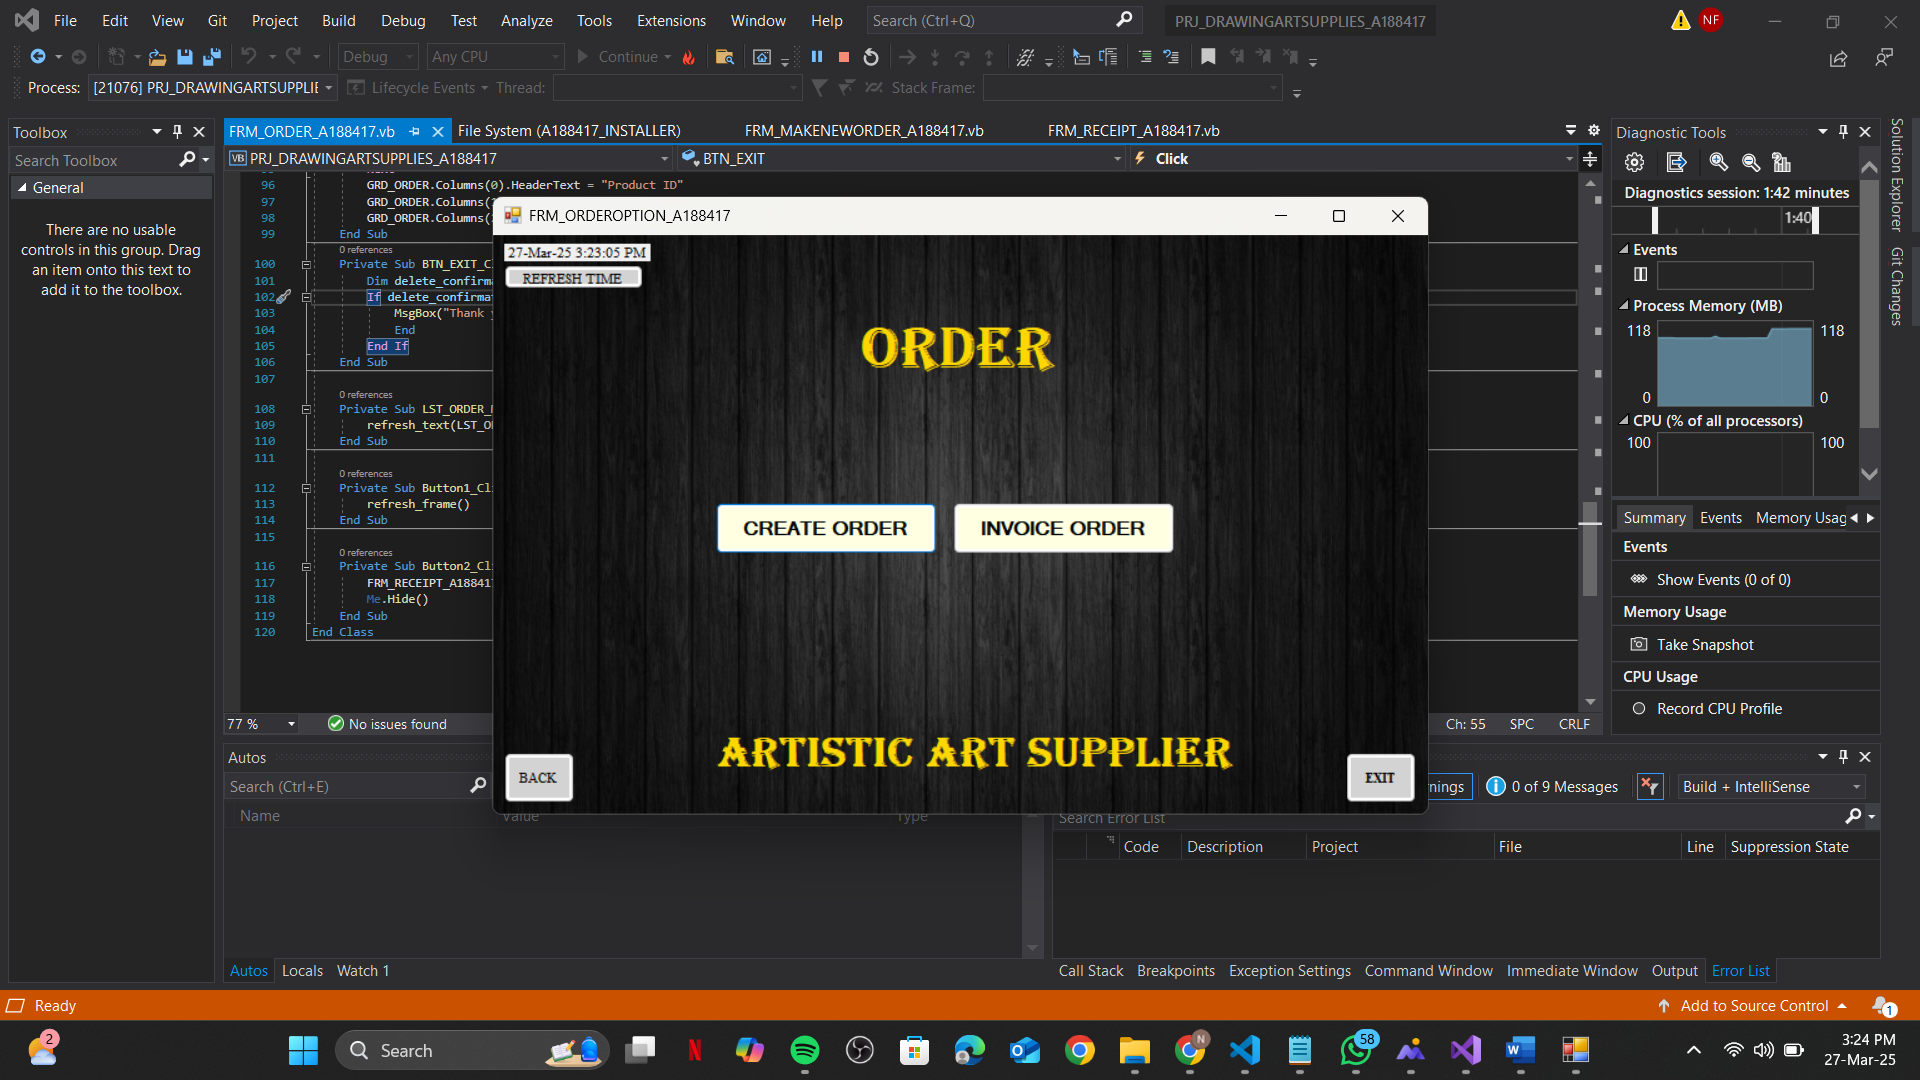 File Edit View Git Project Build Debug Test Analyze Tools Extensions Window Help Search (Ctrl+Q) PRJ_DRAWINGARTSUPPLIES_A188417 NF
Debug Any CPU Continue
Process: [21076] PRJ_DRAWINGARTSUPPLIE Lifecycle Events Thread: Stack Frame:
Toolbox
Search Toolbox
General
There are no usable
controls in this group. Drag
an item onto this text to
add it to the toolbox.
FRM_ORDER_A188417.vb File System (A188417_INSTALLER) FRM_MAKENEWORDER_A188417.vb FRM_RECEIPT_A188417.vb
VB PRJ_DRAWINGARTSUPPLIES_A188417 BTN_EXIT Click
96 GRD_ORDER.Columns(0).HeaderText = "Product ID"
97 GRD_ORDER.Columns(
98 GRD_ORDER.Columns(
99 End Sub
0 references
100 Private Sub BTN_EXIT_C
101 Dim delete_confirma
102 If delete_confirmat
103 MsgBox("Thank y
104 End
105 End If
106 End Sub
107
0 references
108 Private Sub LST_ORDER_
109 refresh_text(LST_O
110 End Sub
111
0 references
112 Private Sub Button1_Cl
113 refresh_frame()
114 End Sub
115
0 references
116 Private Sub Button2_Cl
117 FRM_RECEIPT_A188417
118 Me.Hide()
119 End Sub
120 End Class
77 % No issues found Ch: 55 SPC CRLF
FRM_ORDEROPTION_A188417
27-Mar-25 3:23:05 PM
REFRESH TIME
ORDER
CREATE ORDER INVOICE ORDER
ARTISTIC ART SUPPLIER
BACK EXIT
Diagnostic Tools
Diagnostics session: 1:42 minutes
1:40
Events
Process Memory (MB)
118 118
0 0
CPU (% of all processors)
100 100
Summary Events Memory Usag
Events
Show Events (0 of 0)
Memory Usage
Take Snapshot
CPU Usage
Record CPU Profile
Solution Explorer
Git Changes
Autos
Search (Ctrl+E)
Name Value Type
Autos Locals Watch 1
nings 0 of 9 Messages Build + IntelliSense
Search Error List
Code Description Project File Line Suppression State
Call Stack Breakpoints Exception Settings Command Window Immediate Window Output Error List
Ready Add to Source Control 1
2 Search N 58 3:24 PM
27-Mar-25